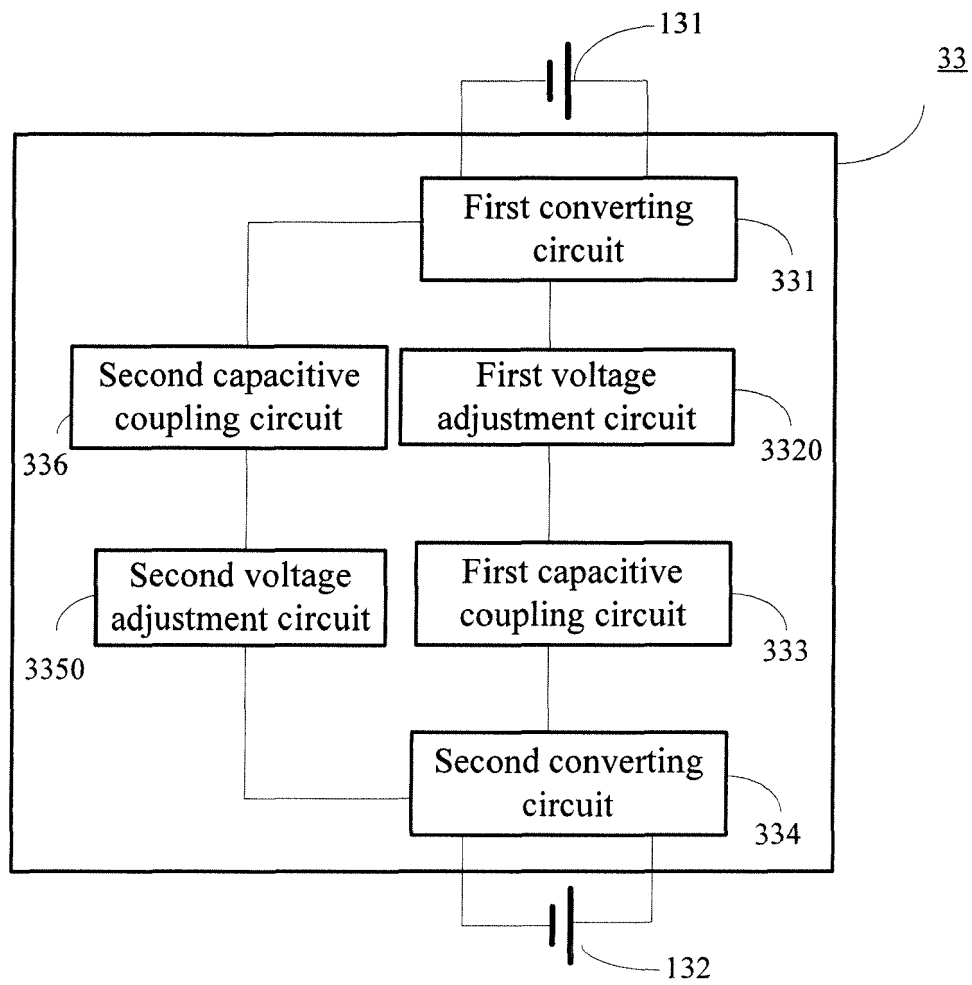 131
33
First converting
circuit
331
Second capacitive
coupling circuit
336
First voltage
adjustment circuit
3320
Second voltage
adjustment circuit
3350
First capacitive
coupling circuit
333
Second converting
circuit
334
132